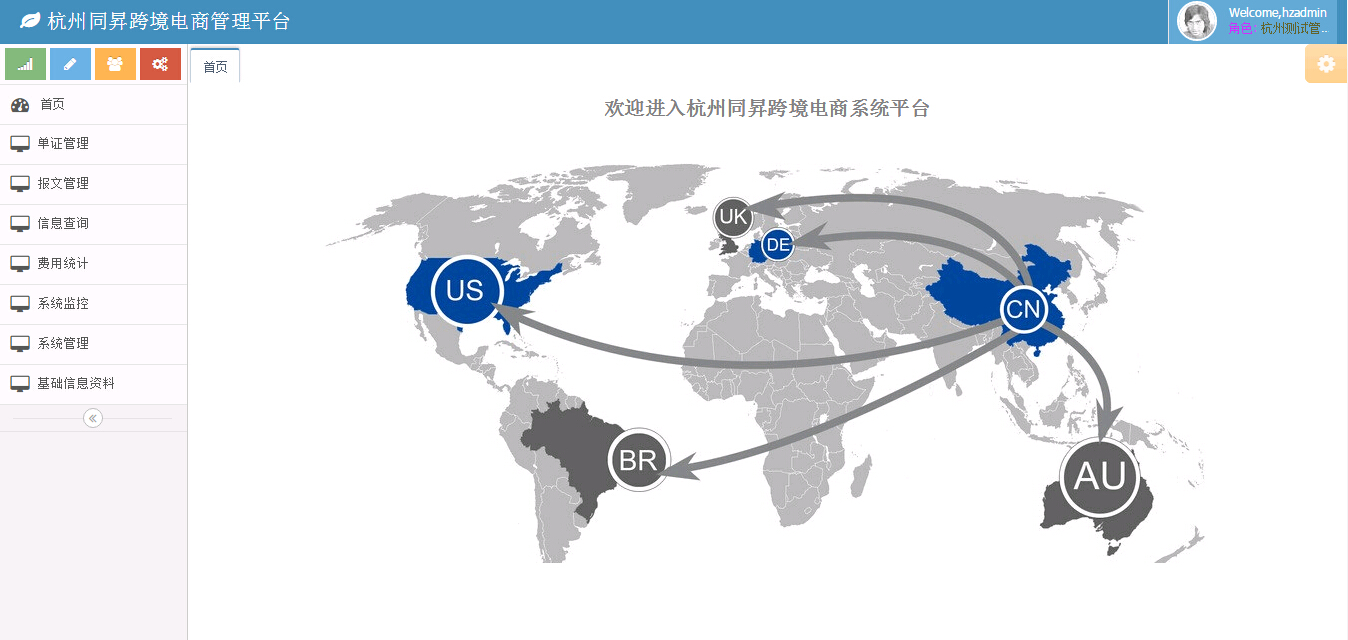 杭州同昇跨境电商管理平台
Welcome,hzadmin
角色: 杭州测试管...
首页
首页
单证管理
报文管理
信息查询
费用统计
系统监控
系统管理
基础信息资料
欢迎进入杭州同昇跨境电商系统平台
UK
DE
US
CN
BR
AU